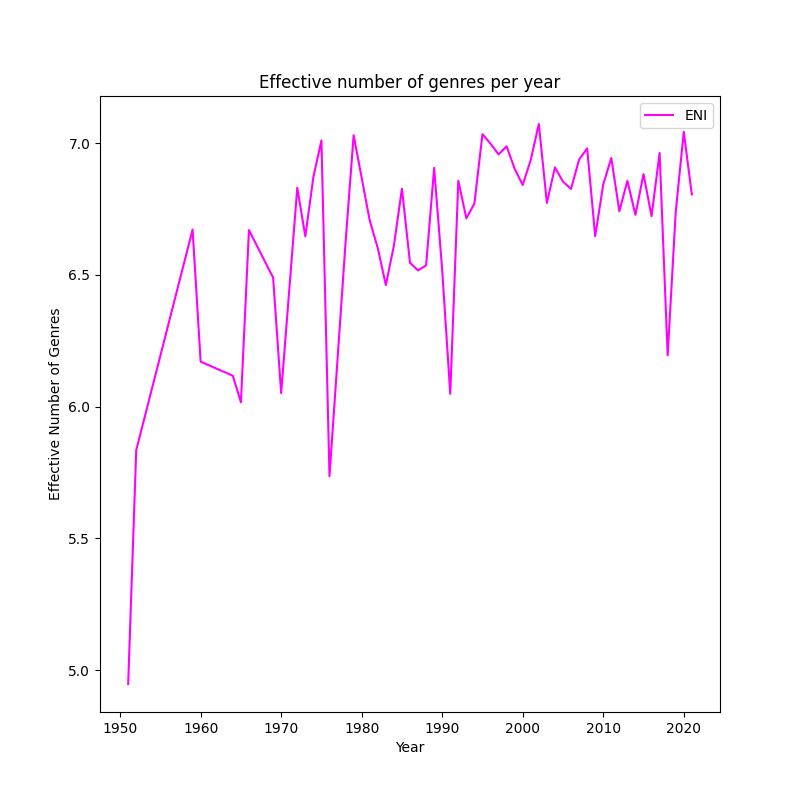 Effective number of genres per year
ENI
7.0
6.5
6.0
5.5
5.0
Effective Number of Genres
1950 1960 1970 1980 1990 2000 2010 2020
Year